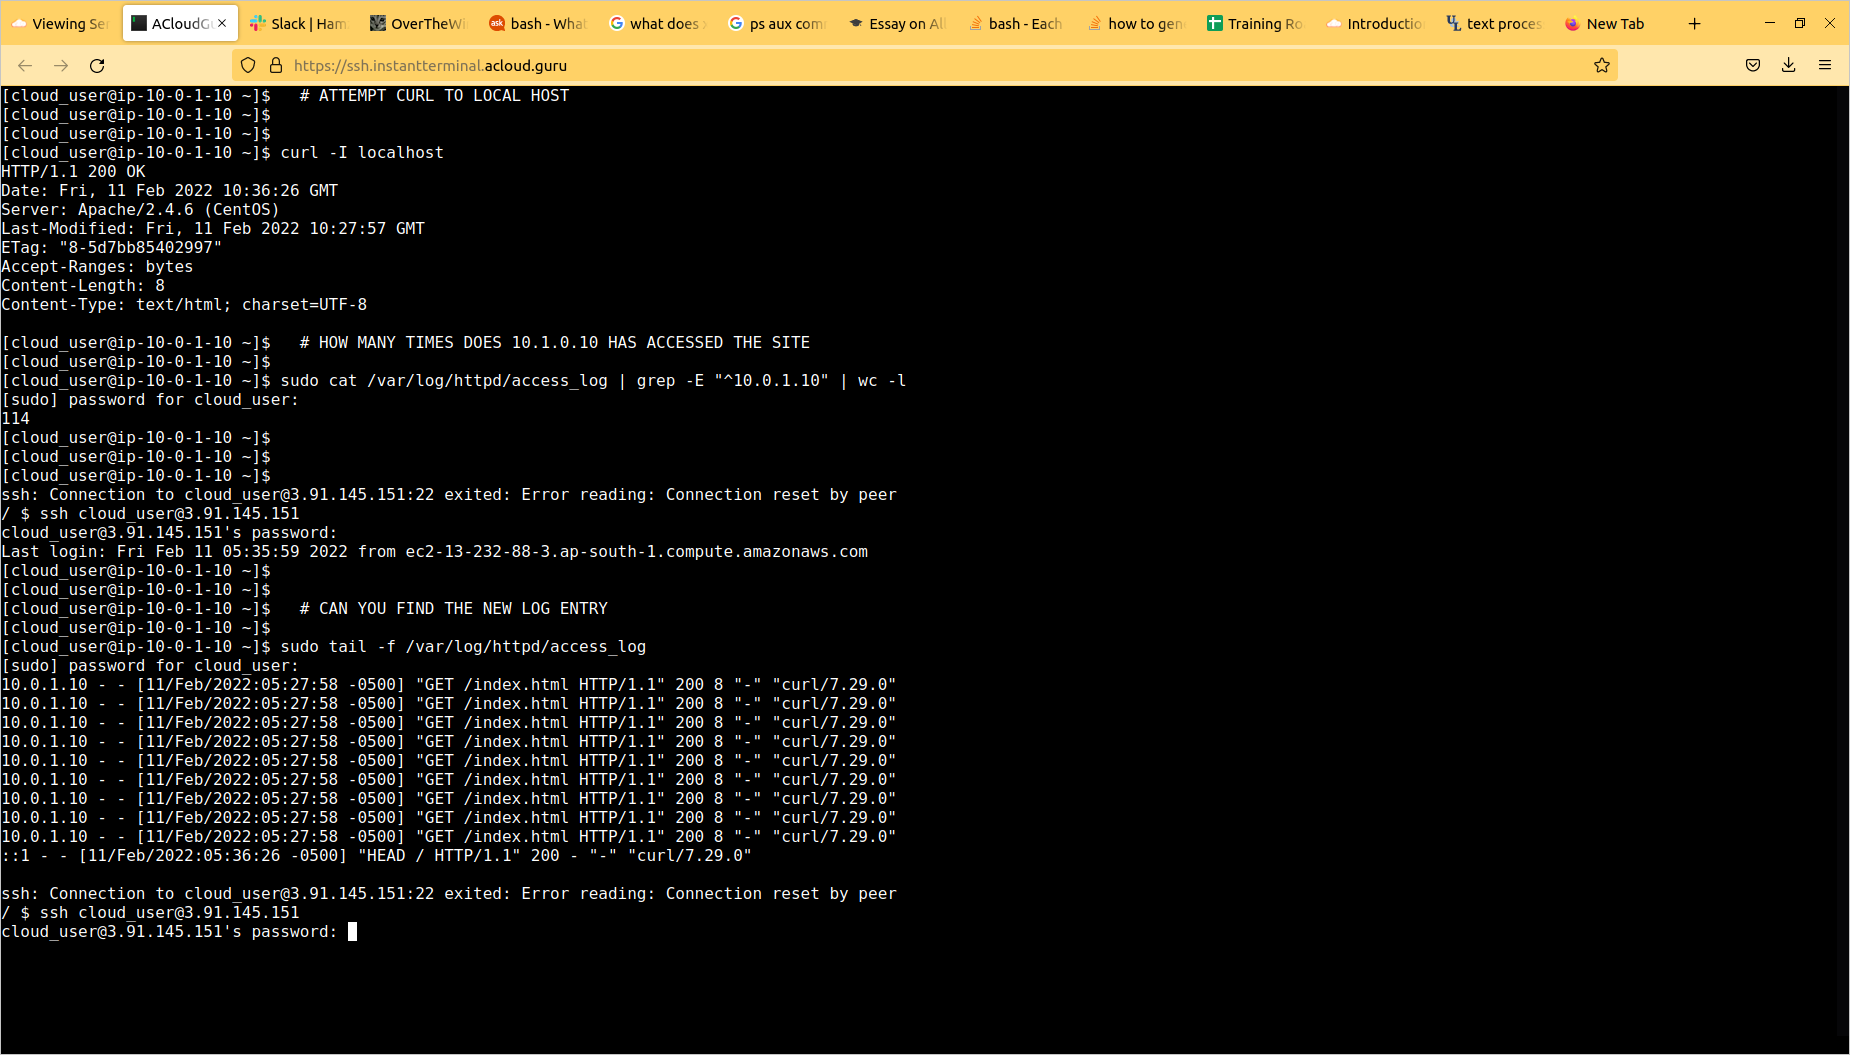 Viewing Ser
ACloudGu
Slack | Ham
OverTheWi
bash - What
what does
ps aux com
Essay on All
bash - Each
how to gen
Training Ro
Introductio
text proces
New Tab
https://ssh.instantterminal.acloud.guru
[cloud_user@ip-10-0-1-10 ~]$   # ATTEMPT CURL TO LOCAL HOST
[cloud_user@ip-10-0-1-10 ~]$
[cloud_user@ip-10-0-1-10 ~]$
[cloud_user@ip-10-0-1-10 ~]$ curl -I localhost
HTTP/1.1 200 OK
Date: Fri, 11 Feb 2022 10:36:26 GMT
Server: Apache/2.4.6 (CentOS)
Last-Modified: Fri, 11 Feb 2022 10:27:57 GMT
ETag: "8-5d7bb85402997"
Accept-Ranges: bytes
Content-Length: 8
Content-Type: text/html; charset=UTF-8
[cloud_user@ip-10-0-1-10 ~]$   # HOW MANY TIMES DOES 10.1.0.10 HAS ACCESSED THE SITE
[cloud_user@ip-10-0-1-10 ~]$
[cloud_user@ip-10-0-1-10 ~]$ sudo cat /var/log/httpd/access_log | grep -E "^10.0.1.10" | wc -l
[sudo] password for cloud_user:
114
[cloud_user@ip-10-0-1-10 ~]$
[cloud_user@ip-10-0-1-10 ~]$
[cloud_user@ip-10-0-1-10 ~]$
ssh: Connection to cloud_user@3.91.145.151:22 exited: Error reading: Connection reset by peer
/ $ ssh cloud_user@3.91.145.151
cloud_user@3.91.145.151's password:
Last login: Fri Feb 11 05:35:59 2022 from ec2-13-232-88-3.ap-south-1.compute.amazonaws.com
[cloud_user@ip-10-0-1-10 ~]$
[cloud_user@ip-10-0-1-10 ~]$
[cloud_user@ip-10-0-1-10 ~]$   # CAN YOU FIND THE NEW LOG ENTRY
[cloud_user@ip-10-0-1-10 ~]$
[cloud_user@ip-10-0-1-10 ~]$ sudo tail -f /var/log/httpd/access_log
[sudo] password for cloud_user:
10.0.1.10 - - [11/Feb/2022:05:27:58 -0500] "GET /index.html HTTP/1.1" 200 8 "-" "curl/7.29.0"
10.0.1.10 - - [11/Feb/2022:05:27:58 -0500] "GET /index.html HTTP/1.1" 200 8 "-" "curl/7.29.0"
10.0.1.10 - - [11/Feb/2022:05:27:58 -0500] "GET /index.html HTTP/1.1" 200 8 "-" "curl/7.29.0"
10.0.1.10 - - [11/Feb/2022:05:27:58 -0500] "GET /index.html HTTP/1.1" 200 8 "-" "curl/7.29.0"
10.0.1.10 - - [11/Feb/2022:05:27:58 -0500] "GET /index.html HTTP/1.1" 200 8 "-" "curl/7.29.0"
10.0.1.10 - - [11/Feb/2022:05:27:58 -0500] "GET /index.html HTTP/1.1" 200 8 "-" "curl/7.29.0"
10.0.1.10 - - [11/Feb/2022:05:27:58 -0500] "GET /index.html HTTP/1.1" 200 8 "-" "curl/7.29.0"
10.0.1.10 - - [11/Feb/2022:05:27:58 -0500] "GET /index.html HTTP/1.1" 200 8 "-" "curl/7.29.0"
10.0.1.10 - - [11/Feb/2022:05:27:58 -0500] "GET /index.html HTTP/1.1" 200 8 "-" "curl/7.29.0"
::1 - - [11/Feb/2022:05:36:26 -0500] "HEAD / HTTP/1.1" 200 - "-" "curl/7.29.0"
ssh: Connection to cloud_user@3.91.145.151:22 exited: Error reading: Connection reset by peer
/ $ ssh cloud_user@3.91.145.151
cloud_user@3.91.145.151's password: